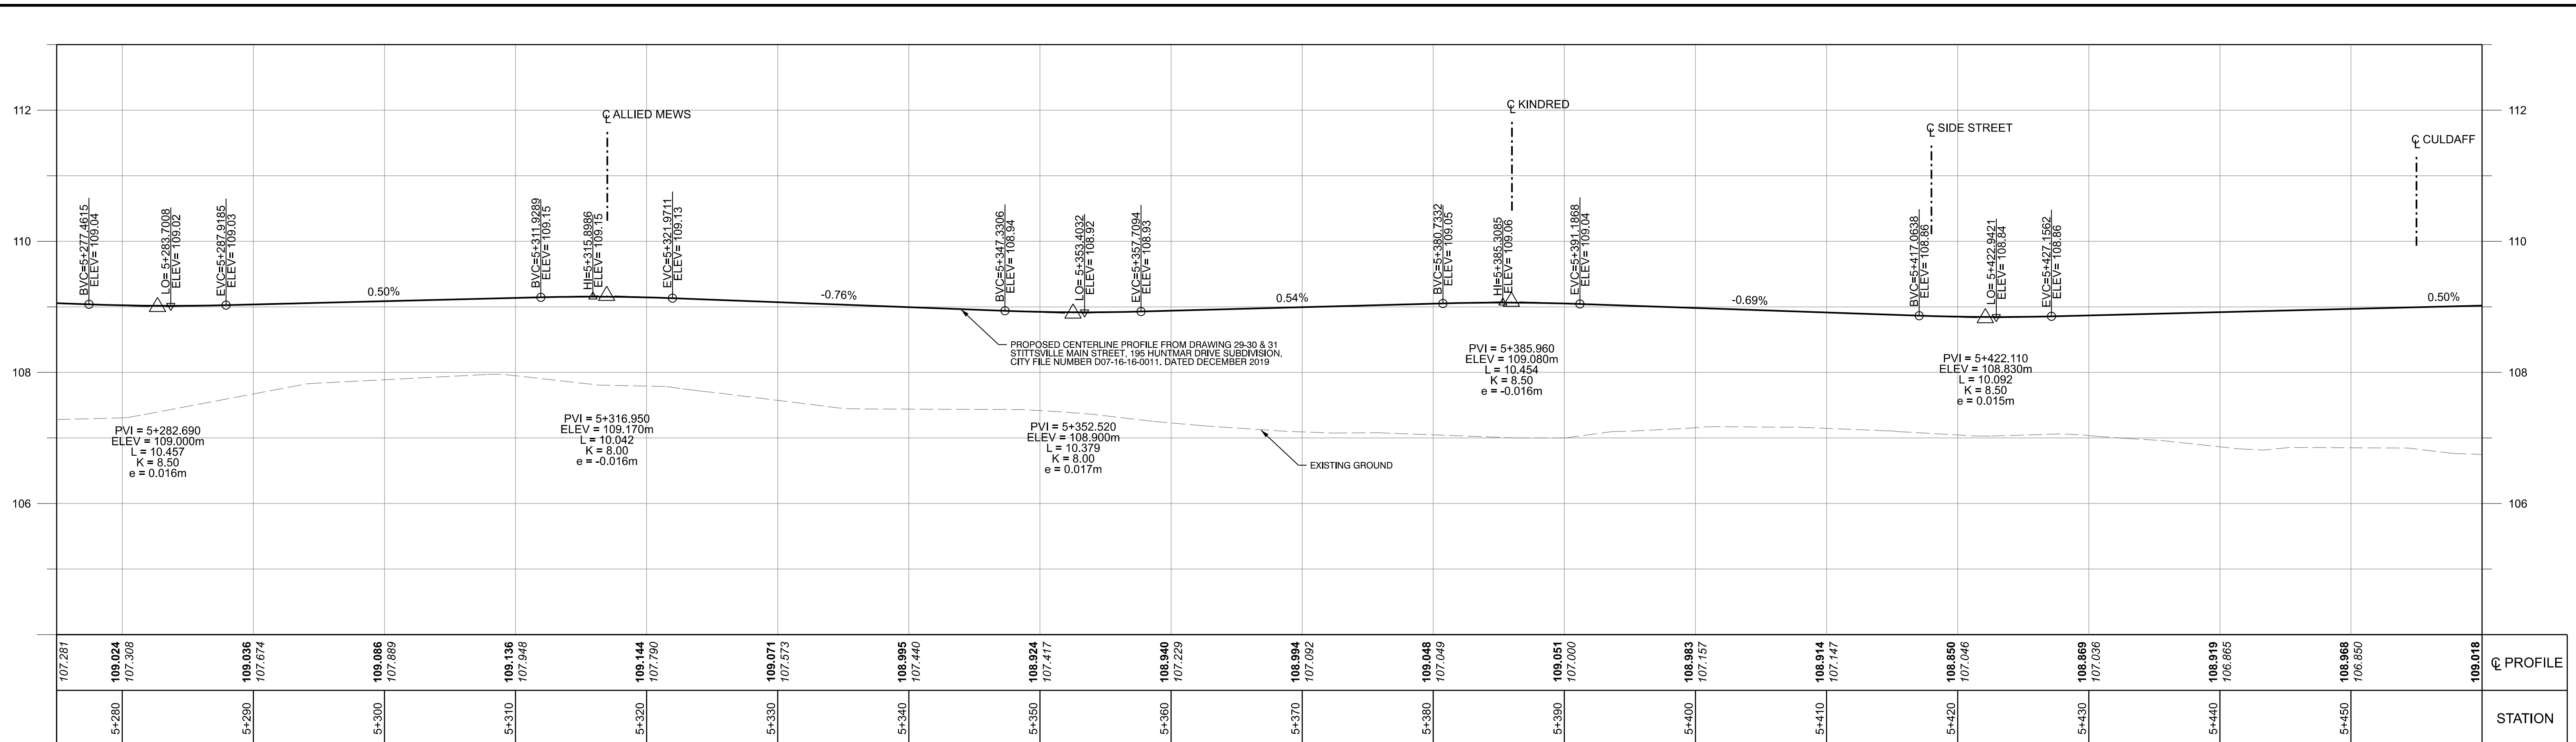 112
110
108
106
℄ ALLIED MEWS
℄ KINDRED
℄ SIDE STREET
℄ CULDAFF
112
110
108
106
BVC=5+277.4615
ELEV= 109.04
LO= 5+283.7008
ELEV= 109.02
EVC=5+287.9185
ELEV= 109.03
BVC=5+311.9289
ELEV= 109.15
HI=5+315.8986
ELEV= 109.15
EVC=5+321.9711
ELEV= 109.13
BVC=5+347.3306
ELEV= 108.94
LO= 5+353.4032
ELEV= 108.92
EVC=5+357.7094
ELEV= 108.93
BVC=5+380.7332
ELEV= 109.05
HI=5+385.3085
ELEV= 109.06
EVC=5+391.1868
ELEV= 109.04
BVC=5+417.0638
ELEV= 108.86
LO= 5+422.9421
ELEV= 108.84
EVC=5+427.1562
ELEV= 108.86
0.50%
-0.76%
0.54%
-0.69%
0.50%
PROPOSED CENTERLINE PROFILE FROM DRAWING 29-30 & 31
STITTSVILLE MAIN STREET, 195 HUNTMAR DRIVE SUBDIVISION,
CITY FILE NUMBER D07-16-16-0011. DATED DECEMBER 2019
PVI = 5+282.690
ELEV = 109.000m
L = 10.457
K = 8.50
e = 0.016m
PVI = 5+316.950
ELEV = 109.170m
L = 10.042
K = 8.00
e = -0.016m
PVI = 5+352.520
ELEV = 108.900m
L = 10.379
K = 8.00
e = 0.017m
PVI = 5+385.960
ELEV = 109.080m
L = 10.454
K = 8.50
e = -0.016m
PVI = 5+422.110
ELEV = 108.830m
L = 10.092
K = 8.50
e = 0.015m
EXISTING GROUND
107.281
109.024
107.308
109.036
107.674
109.086
107.889
109.136
107.948
109.144
107.790
109.071
107.573
108.995
107.440
108.924
107.417
108.940
107.229
108.994
107.092
109.048
107.049
109.051
107.000
108.983
107.157
108.914
107.147
108.850
107.046
108.869
107.036
108.919
106.865
108.968
106.850
109.018
℄ PROFILE
5+280
5+290
5+300
5+310
5+320
5+330
5+340
5+350
5+360
5+370
5+380
5+390
5+400
5+410
5+420
5+430
5+440
5+450
STATION